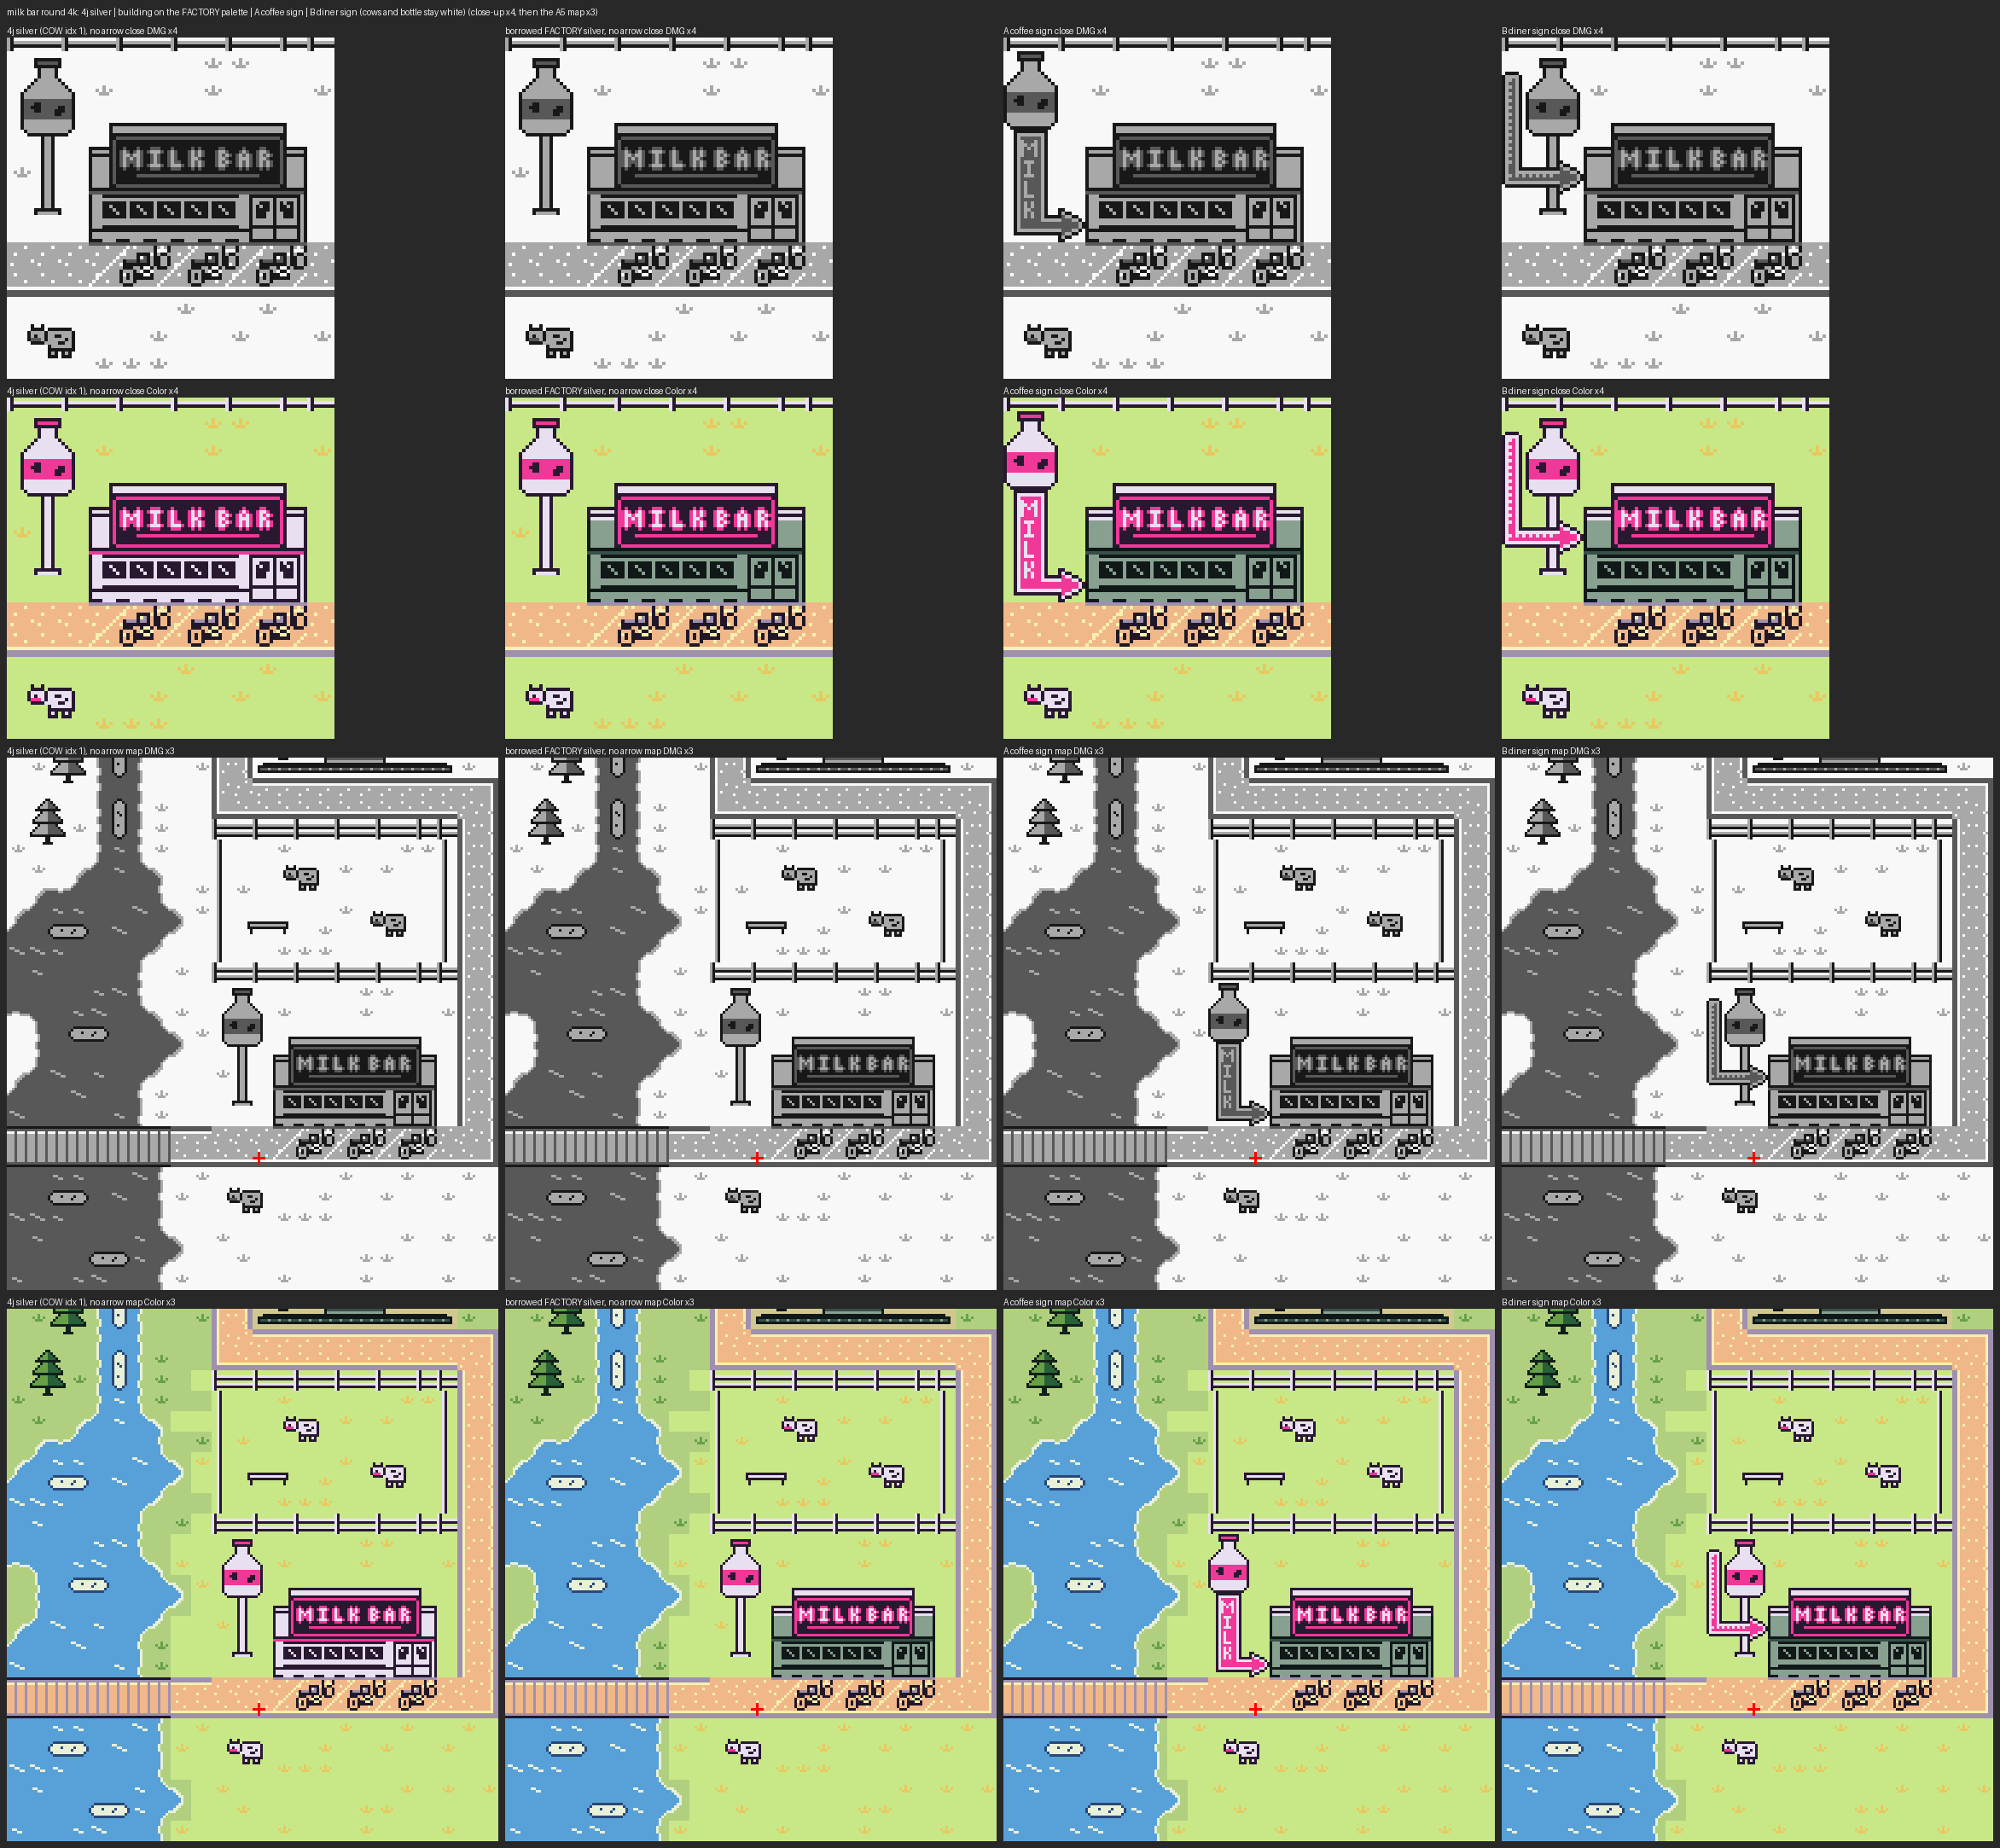 milk bar round 4k: 4j silver | building on the FACTORY palette | A coffee sign | B diner sign (cows and bottle stay white) (close-up x4, then the A5 map x3)
4j silver (COW idx 1), no arrow close DMG x4
borrowed FACTORY silver, no arrow close DMG x4
A coffee sign close DMG x4
B diner sign close DMG x4
MILK BAR
MILK BAR
MILK
MILK BAR
MILK BAR
4j silver (COW idx 1), no arrow close Color x4
borrowed FACTORY silver, no arrow close Color x4
A coffee sign close Color x4
B diner sign close Color x4
MILK BAR
MILK BAR
MILK
MILK BAR
MILK BAR
4j silver (COW idx 1), no arrow map DMG x3
borrowed FACTORY silver, no arrow map DMG x3
A coffee sign map DMG x3
B diner sign map DMG x3
MILK BAR
MILK BAR
MILK
MILK BAR
MILK BAR
4j silver (COW idx 1), no arrow map Color x3
borrowed FACTORY silver, no arrow map Color x3
A coffee sign map Color x3
B diner sign map Color x3
MILK BAR
MILK BAR
MILK
MILK BAR
MILK BAR